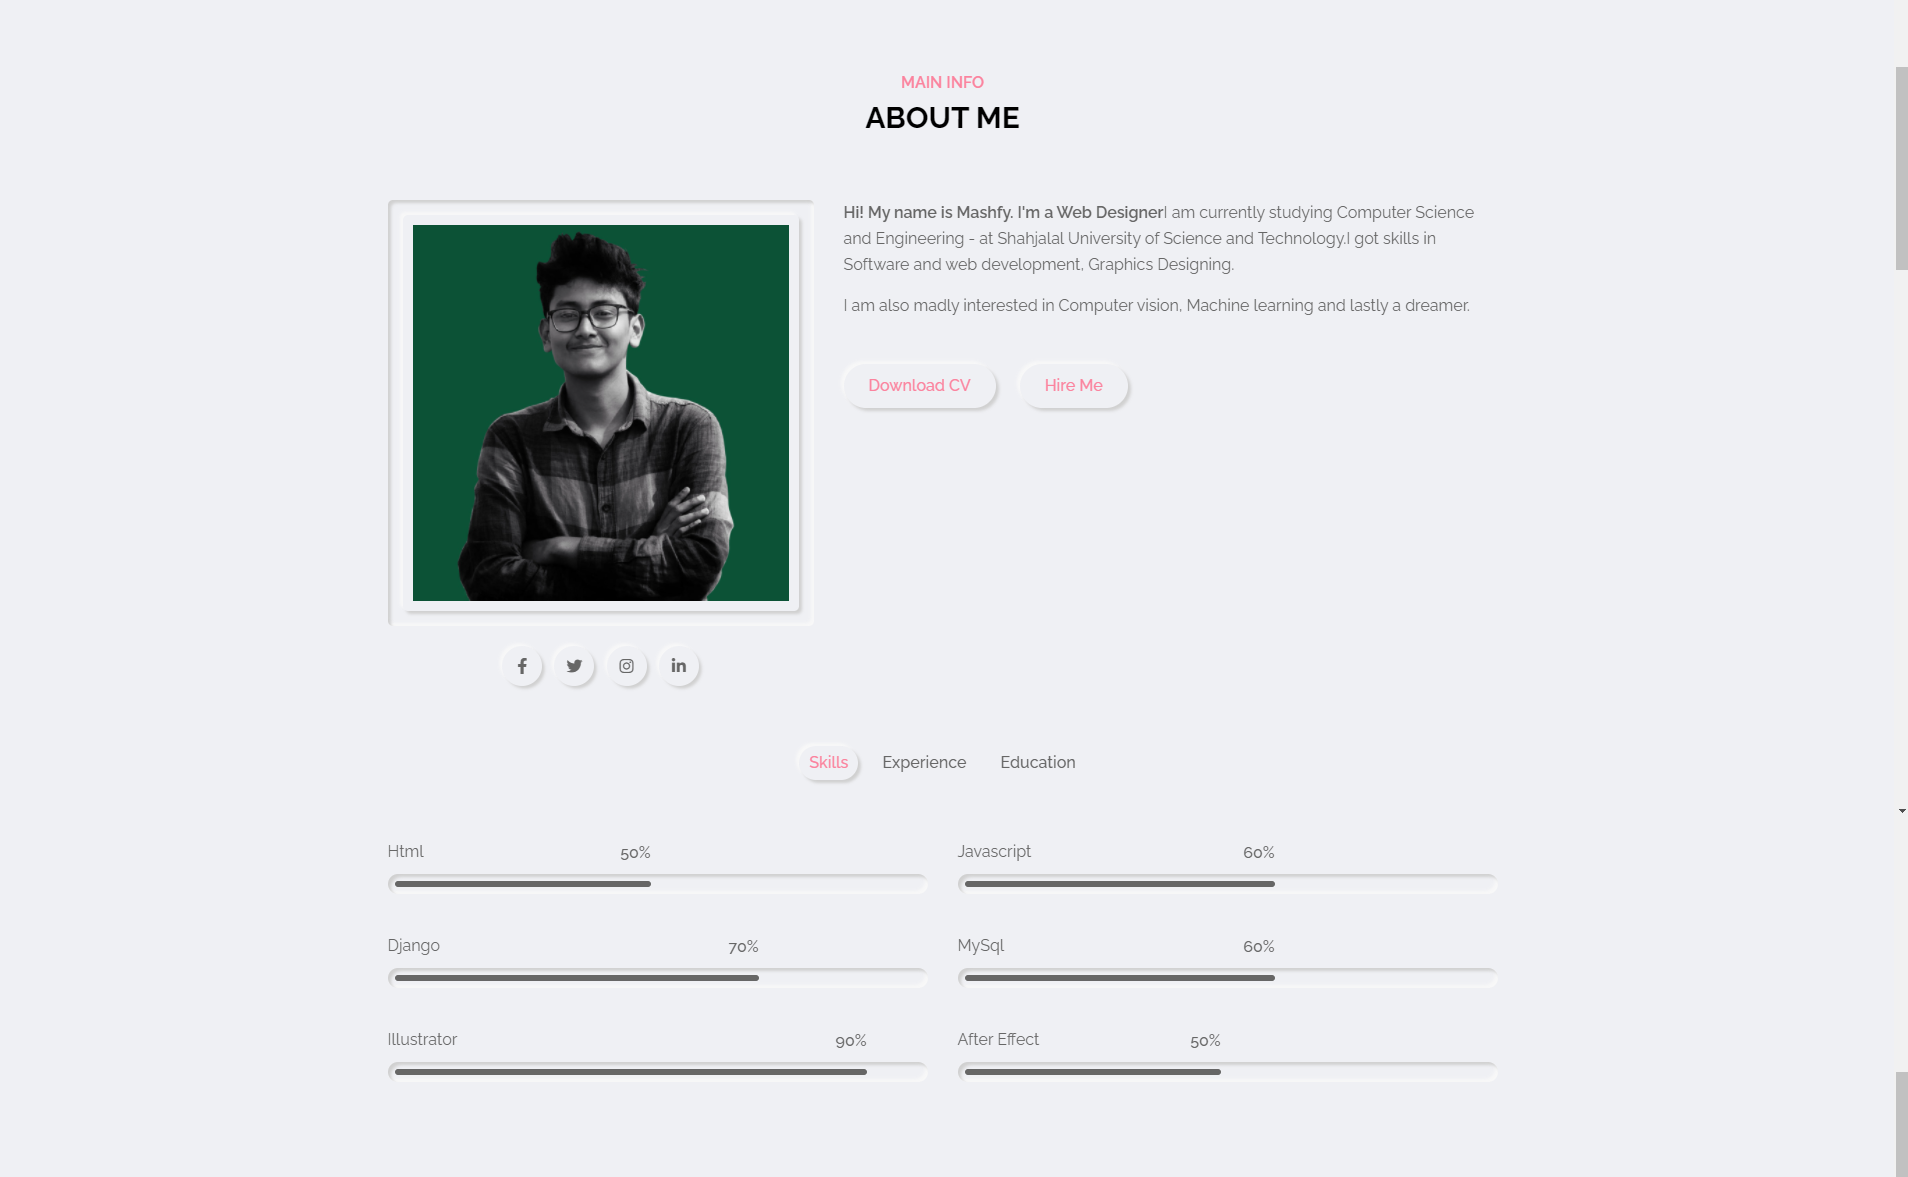 MAIN INFO
ABOUT ME
Hi! My name is Mashfy. I'm a Web DesignerI am currently studying Computer Science
and Engineering - at Shahjalal University of Science and Technology.I got skills in
Software and web development, Graphics Designing.
I am also madly interested in Computer vision, Machine learning and lastly a dreamer.
Download CV
Hire Me
Skills
Experience
Education
Html
50%
Javascript
60%
Django
70%
MySql
60%
Illustrator
90%
After Effect
50%